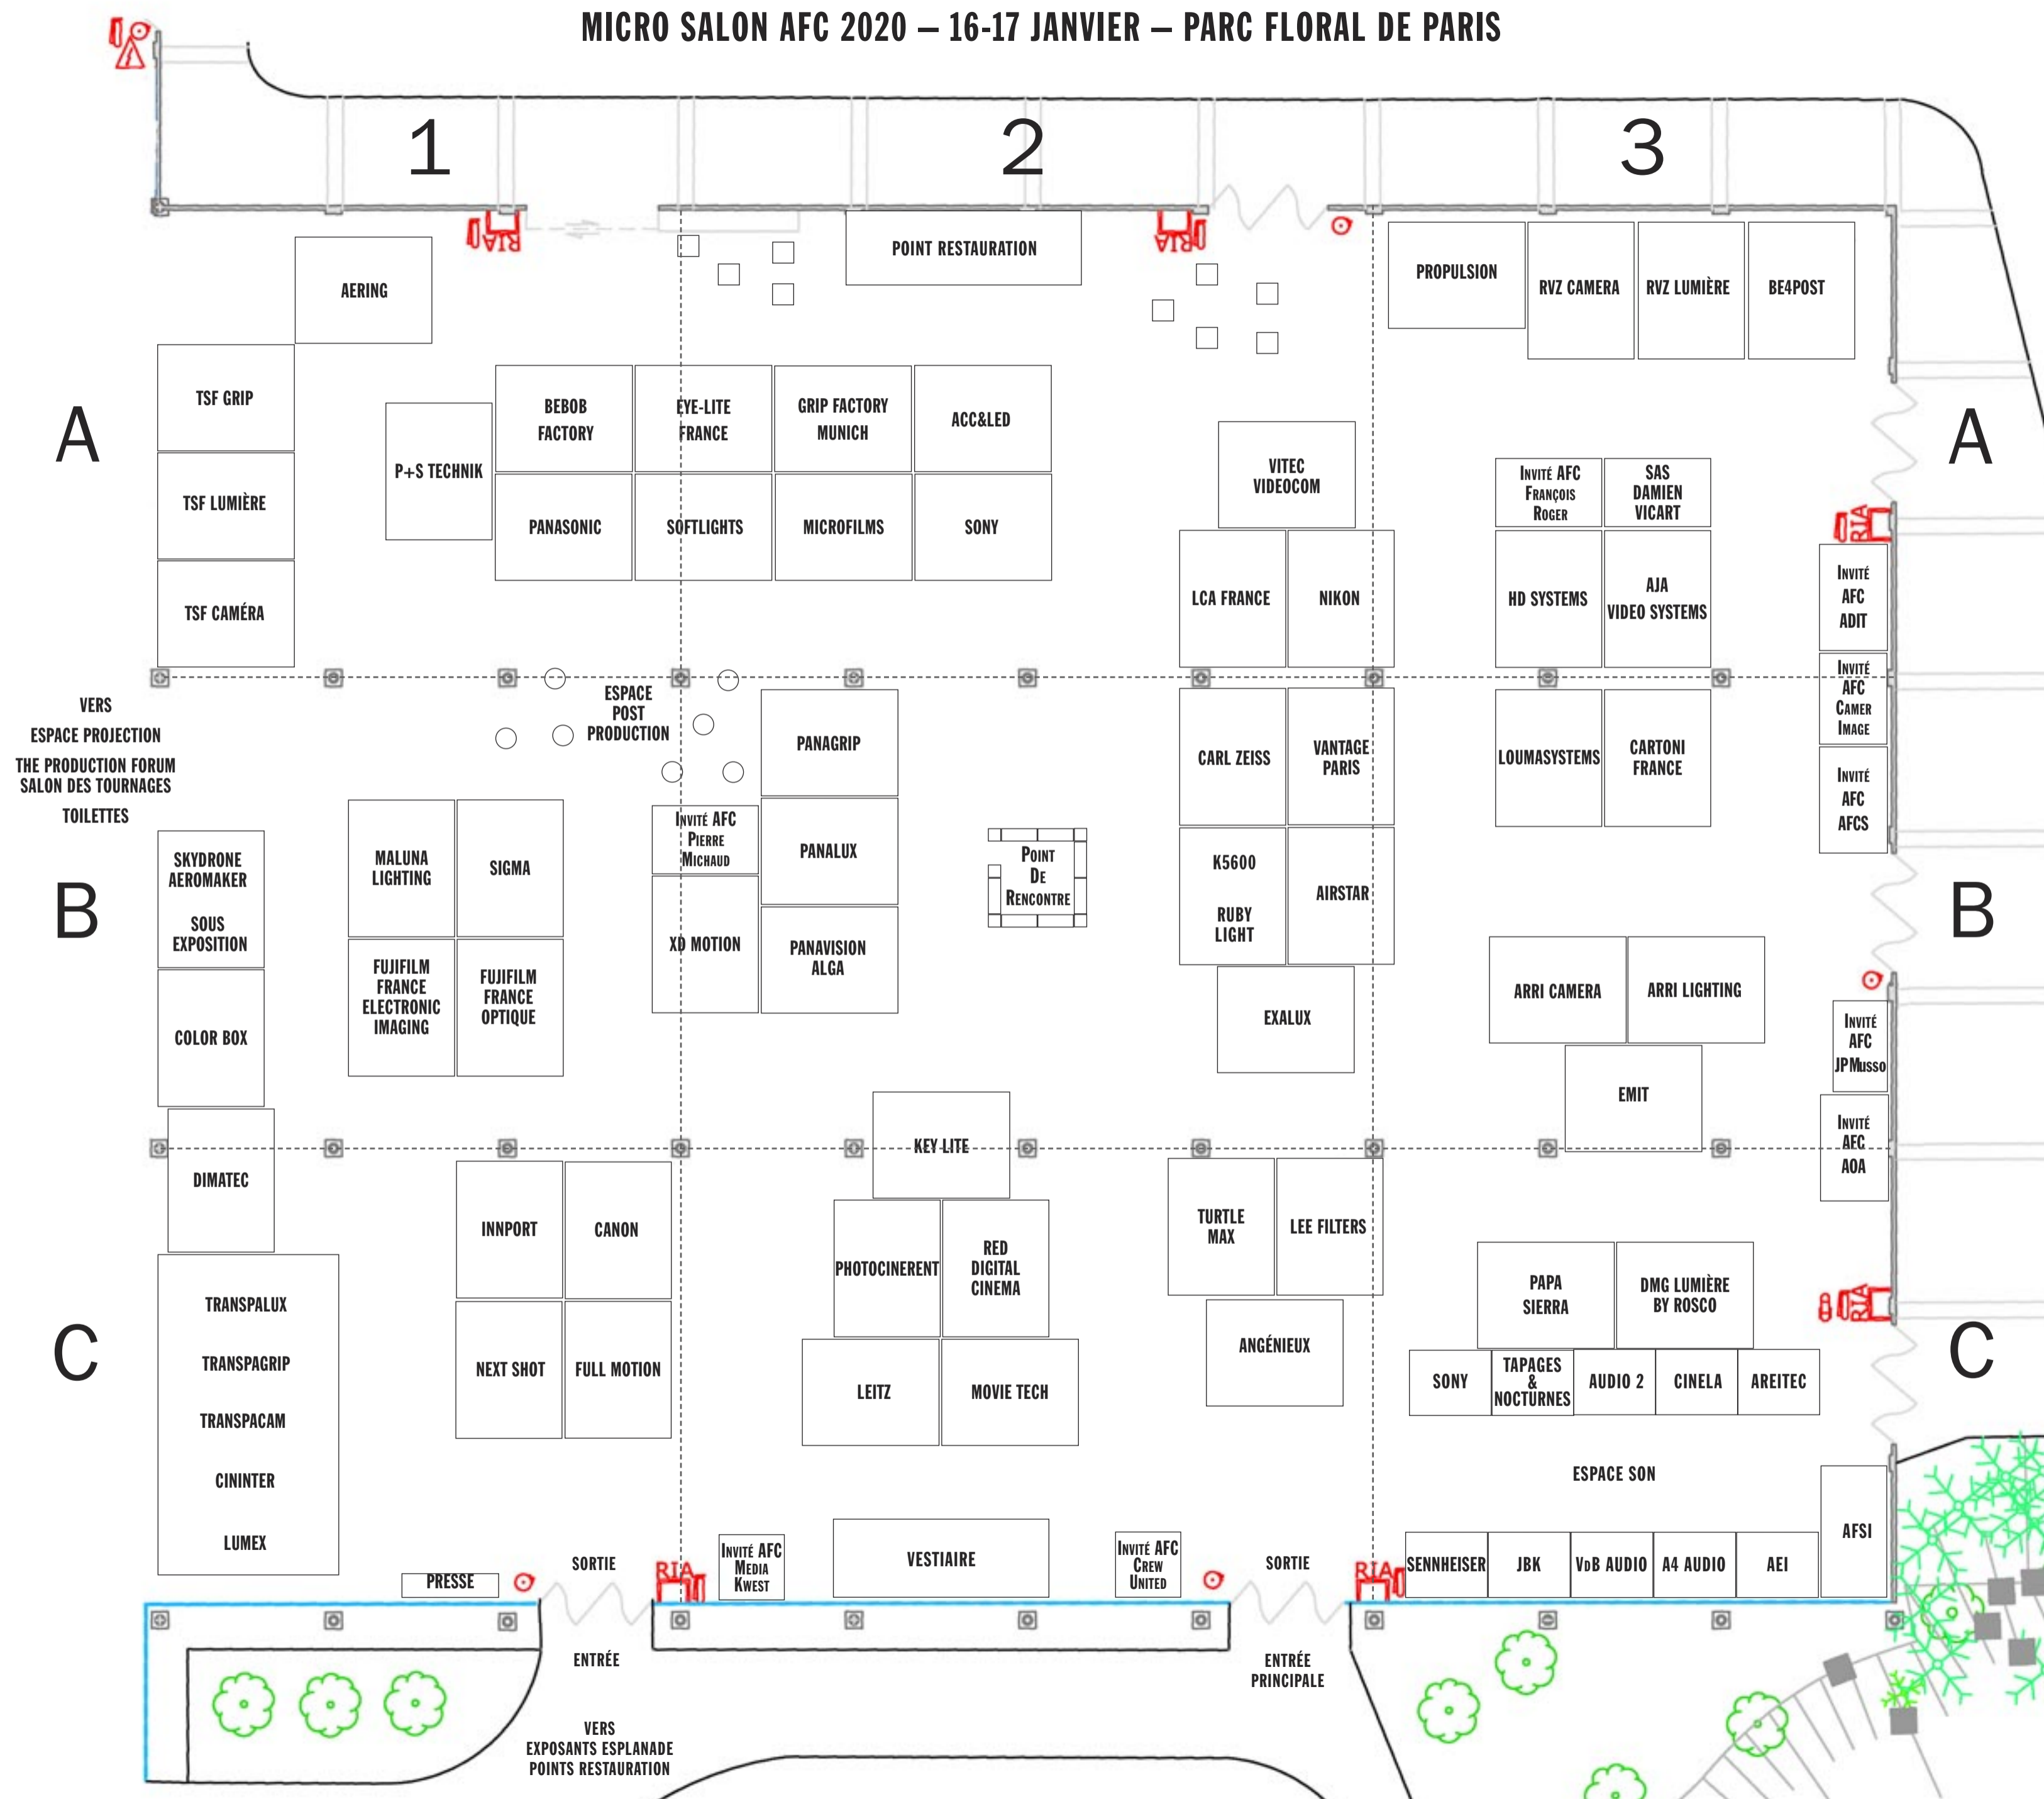 MICRO SALON AFC 2020 — 16-17 JANVIER — PARC FLORAL DE PARIS
1
2
3
RIA
RIA
POINT RESTAURATION
AERING
PROPULSION
RVZ CAMERA
RVZ LUMIÈRE
BE4POST
A
A
TSF GRIP
TSF LUMIÈRE
TSF CAMÉRA
P+S TECHNIK
BEBOB
FACTORY
EYE-LITE
FRANCE
GRIP FACTORY
MUNICH
ACC&LED
PANASONIC
SOFTLIGHTS
MICROFILMS
SONY
VITEC
VIDEOCOM
LCA FRANCE
NIKON
INVITÉ AFC
FRANÇOIS
ROGER
SAS
DAMIEN
VICART
HD SYSTEMS
AJA
VIDEO SYSTEMS
RIA
INVITÉ
AFC
ADIT
INVITÉ
AFC
CAMER
IMAGE
INVITÉ
AFC
AFCS
VERS
ESPACE PROJECTION
THE PRODUCTION FORUM
SALON DES TOURNAGES
TOILETTES
ESPACE
POST
PRODUCTION
PANAGRIP
PANALUX
PANAVISION
ALGA
INVITÉ AFC
PIERRE
MICHAUD
XD MOTION
CARL ZEISS
VANTAGE
PARIS
LOUMASYSTEMS
CARTONI
FRANCE
B
B
SKYDRONE
AEROMAKER
SOUS
EXPOSITION
COLOR BOX
DIMATEC
MALUNA
LIGHTING
SIGMA
FUJIFILM
FRANCE
ELECTRONIC
IMAGING
FUJIFILM
FRANCE
OPTIQUE
POINT
DE
RENCONTRE
K5600
RUBY
LIGHT
AIRSTAR
EXALUX
ARRI CAMERA
ARRI LIGHTING
EMIT
INVITÉ
AFC
JPMusso
INVITÉ
AFC
AOA
KEY LITE
INNPORT
CANON
NEXT SHOT
FULL MOTION
PHOTOCINERENT
RED
DIGITAL
CINEMA
LEITZ
MOVIE TECH
TURTLE
MAX
LEE FILTERS
ANGÉNIEUX
PAPA
SIERRA
DMG LUMIÈRE
BY ROSCO
RIA
C
C
TRANSPALUX
TRANSPAGRIP
TRANSPACAM
CININTER
LUMEX
SONY
TAPAGES
&
NOCTURNES
AUDIO 2
CINELA
AREITEC
ESPACE SON
AFSI
SENNHEISER
JBK
VDB AUDIO
A4 AUDIO
AEI
PRESSE
SORTIE
RIA
INVITÉ AFC
MEDIA
KWEST
VESTIAIRE
INVITÉ AFC
CREW
UNITED
SORTIE
RIA
ENTRÉE
ENTRÉE
PRINCIPALE
VERS
EXPOSANTS ESPLANADE
POINTS RESTAURATION